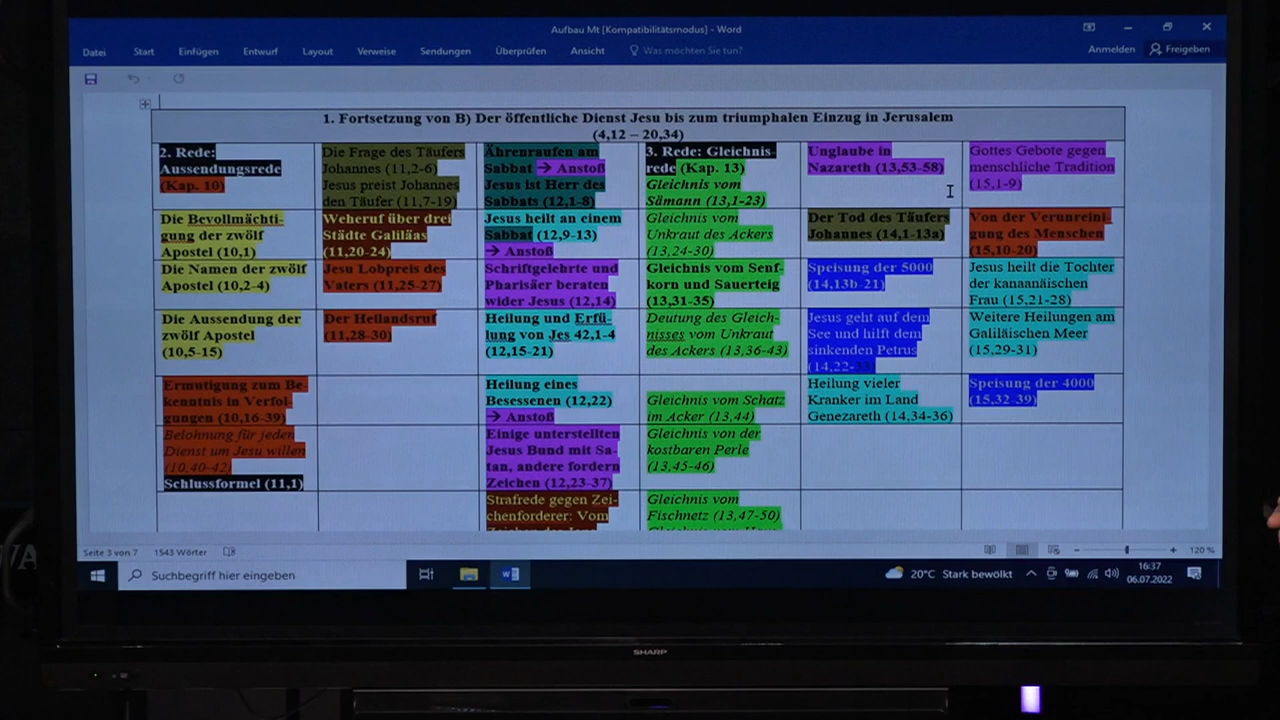 Aufbau Mt [Kompatibilitätsmodus] - Word
Datei Start Einfügen Entwurf Layout Verweise Sendungen Überprüfen Ansicht Was möchten Sie tun? Anmelden Freigeben
1. Fortsetzung von B) Der öffentliche Dienst Jesu bis zum triumphalen Einzug in Jerusalem
(4,12 – 20,34)
2. Rede:
Aussendungsrede
(Kap. 10)
Die Frage des Täufers
Johannes (11,2-6)
Jesus preist Johannes
den Täufer (11,7-19)
Ährenraufen am
Sabbat → Anstoß
Jesus ist Herr des
Sabbats (12,1-8)
3. Rede: Gleichnis-
rede (Kap. 13)
Gleichnis vom
Sämann (13,1-23)
Unglaube in
Nazareth (13,53-58)
Gottes Gebote gegen
menschliche Tradition
(15,1-9)
Die Bevollmächti-
gung der zwölf
Apostel (10,1)
Weheruf über drei
Städte Galiläas
(11,20-24)
Jesus heilt an einem
Sabbat (12,9-13)
→ Anstoß
Gleichnis vom
Unkraut des Ackers
(13,24-30)
Der Tod des Täufers
Johannes (14,1-13a)
Von der Verunreini-
gung des Menschen
(15,10-20)
Die Namen der zwölf
Apostel (10,2-4)
Jesu Lobpreis des
Vaters (11,25-27)
Schriftgelehrte und
Pharisäer beraten
wider Jesus (12,14)
Gleichnis vom Senf-
korn und Sauerteig
(13,31-35)
Speisung der 5000
(14,13b-21)
Jesus heilt die Tochter
der kanaanäischen
Frau (15,21-28)
Die Aussendung der
zwölf Apostel
(10,5-15)
Der Heilandsruf
(11,28-30)
Heilung und Erfü-
lung von Jes 42,1-4
(12,15-21)
Deutung des Gleich-
nisses vom Unkraut
des Ackers (13,36-43)
Jesus geht auf dem
See und hilft dem
sinkenden Petrus
(14,22-33)
Weitere Heilungen am
Galiläischen Meer
(15,29-31)
Ermutigung zum Be-
kenntnis in Verfol-
gungen (10,16-39)
Heilung eines
Besessenen (12,22)
→ Anstoß
Gleichnis vom Schatz
im Acker (13,44)
Heilung vieler
Kranker im Land
Genezareth (14,34-36)
Speisung der 4000
(15,32-39)
Belohnung für jeden
Dienst um Jesu willen
(10,40-42)
Schlussformel (11,1)
Einige unterstellten
Jesus Bund mit Sa-
tan, andere fordern
Zeichen (12,23-37)
Gleichnis von der
kostbaren Perle
(13,45-46)
Strafrede gegen Zei-
chenforderer: Vom
Gleichnis vom
Fischnetz (13,47-50)
Seite 3 von 7 1543 Wörter 120 %
Suchbegriff hier eingeben 20°C Stark bewölkt 16:37
06.07.2022
SHARP